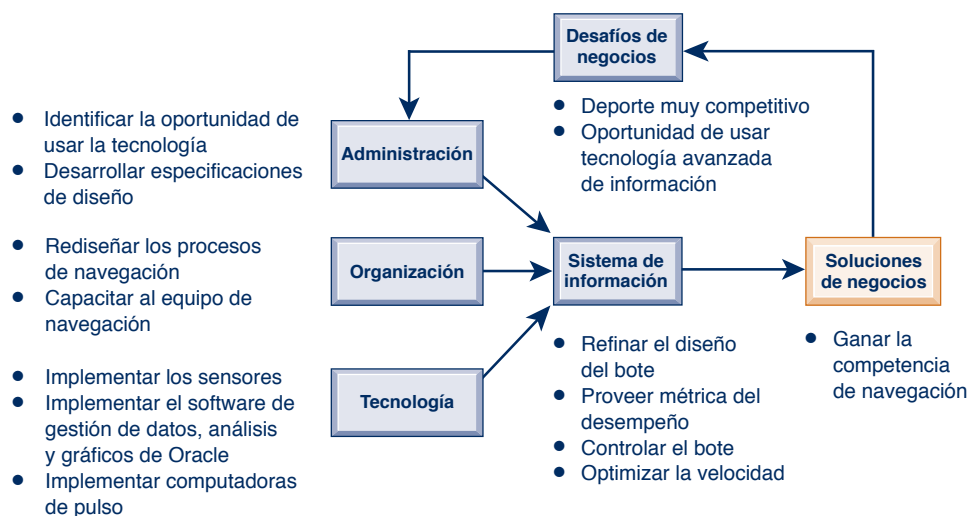 Desafíos de
negocios
Deporte muy competitivo
Oportunidad de usar
tecnología avanzada
de información
Identificar la oportunidad de
usar la tecnología
Desarrollar especificaciones
de diseño
Administración
Rediseñar los procesos
de navegación
Capacitar al equipo de
navegación
Organización
Sistema de
información
Soluciones
de negocios
Implementar los sensores
Implementar el software de
gestión de datos, análisis
y gráficos de Oracle
Implementar computadoras
de pulso
Tecnología
Refinar el diseño
del bote
Proveer métrica del
desempeño
Controlar el bote
Optimizar la velocidad
Ganar la
competencia
de navegación